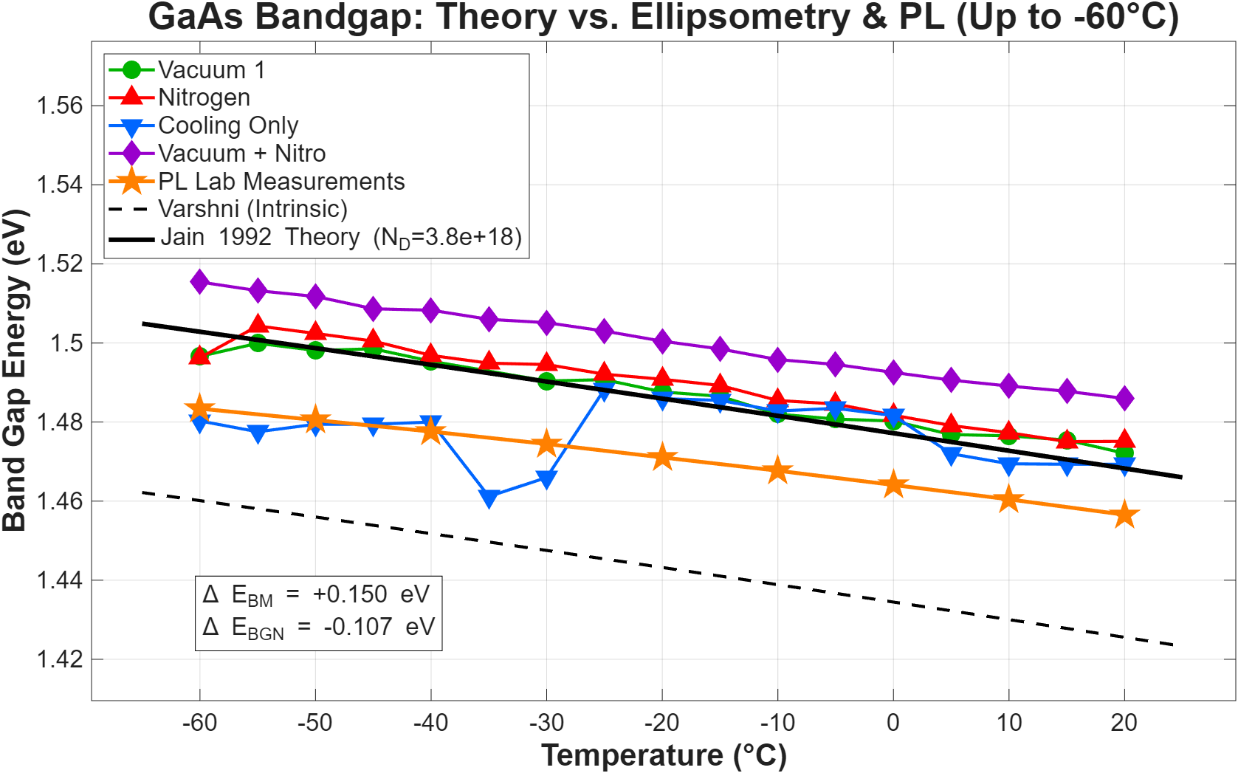 GaAs Bandgap: Theory vs. Ellipsometry & PL (Up to -60°C)
Vacuum 1
Nitrogen
Cooling Only
Vacuum + Nitro
PL Lab Measurements
Varshni (Intrinsic)
Jain 1992 Theory (N_D=3.8e+18)
Band Gap Energy (eV)
1.56
1.54
1.52
1.5
1.48
1.46
1.44
1.42
Δ E_BM = +0.150 eV
Δ E_BGN = -0.107 eV
-60 -50 -40 -30 -20 -10 0 10 20
Temperature (°C)